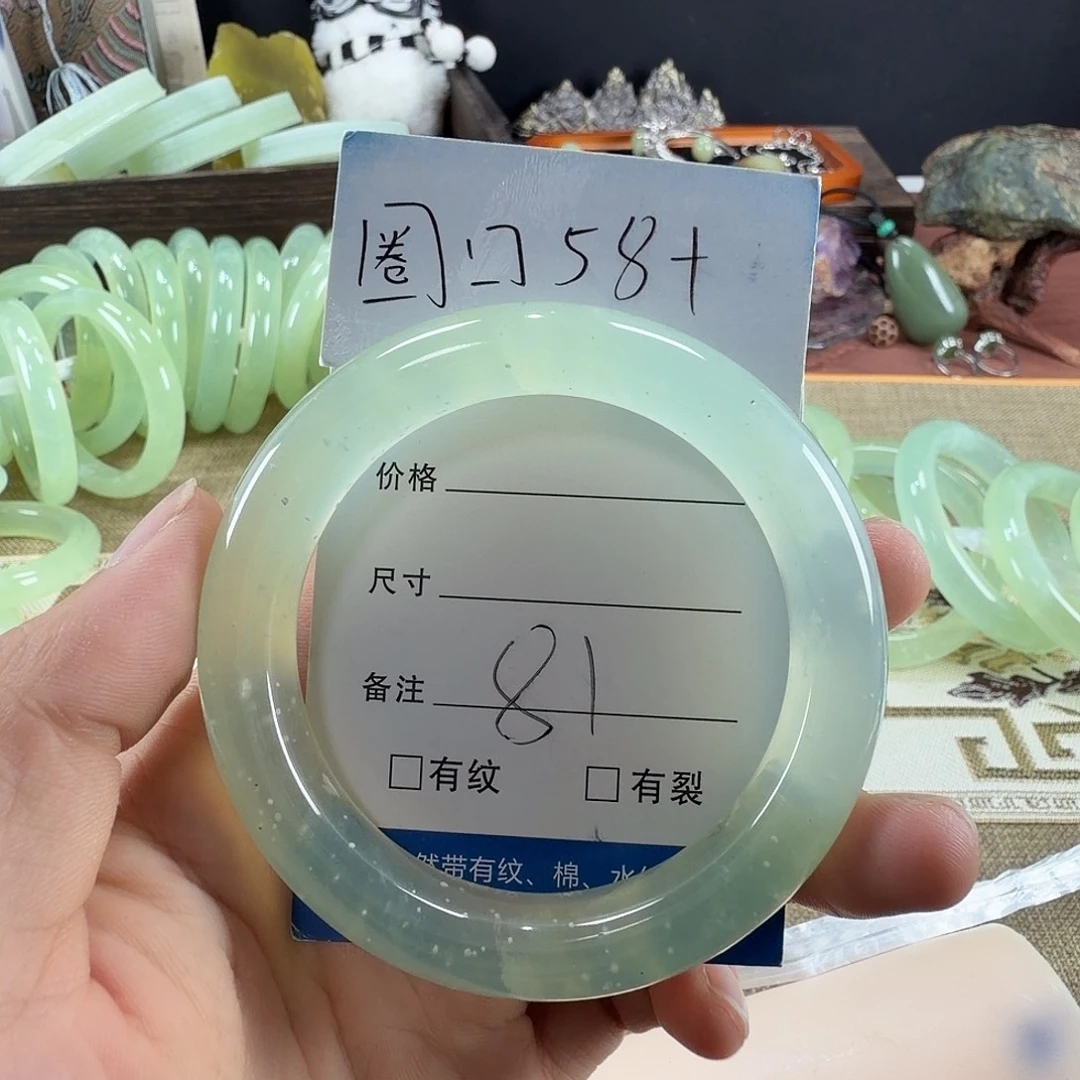 圈口58+
价格
尺寸
备注 81
□有纹 □有裂
然带有纹、棉、水